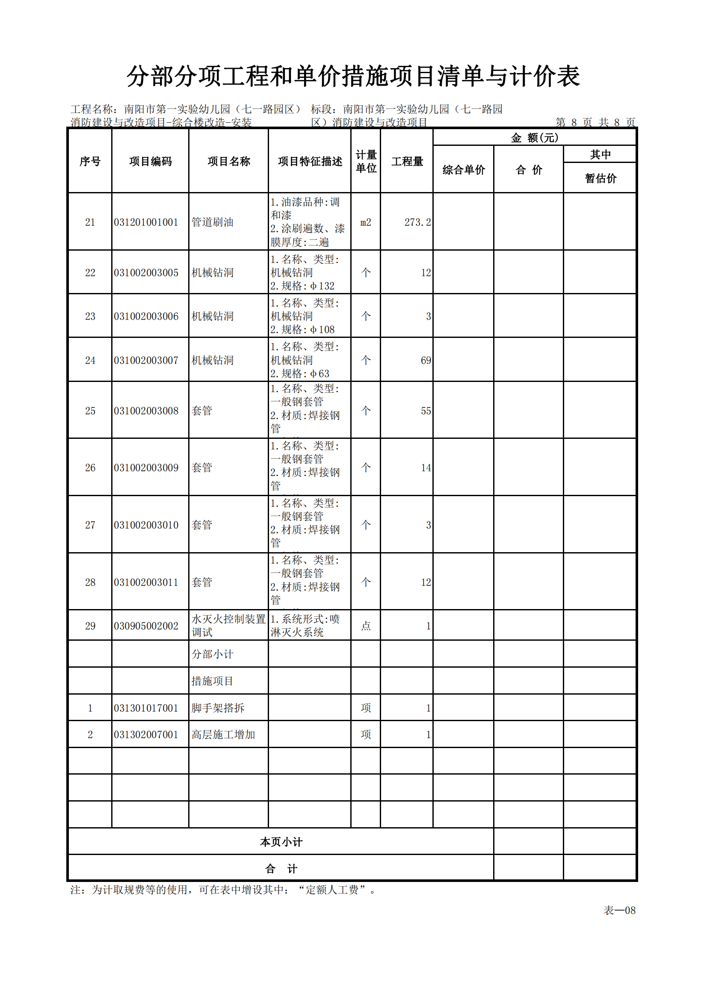 分部分项工程和单价措施项目清单与计价表
工程名称：南阳市第一实验幼儿园（七一路园区）
消防建设与改造项目-综合楼改造-安装
标段：南阳市第一实验幼儿园（七一路园
区）消防建设与改造项目
第 8 页 共 8 页
序号
项目编码
项目名称
项目特征描述
计量
单位
工程量
金 额(元)
综合单价
合 价
其中
暂估价
21
031201001001
管道刷油
1.油漆品种:调
和漆
2.涂刷遍数、漆
膜厚度:二遍
m2
273.2
22
031002003005
机械钻洞
1.名称、类型:
机械钻洞
2.规格:φ132
个
12
23
031002003006
机械钻洞
1.名称、类型:
机械钻洞
2.规格:φ108
个
3
24
031002003007
机械钻洞
1.名称、类型:
机械钻洞
2.规格:φ63
个
69
25
031002003008
套管
1.名称、类型:
一般钢套管
2.材质:焊接钢
管
个
55
26
031002003009
套管
1.名称、类型:
一般钢套管
2.材质:焊接钢
管
个
14
27
031002003010
套管
1.名称、类型:
一般钢套管
2.材质:焊接钢
管
个
3
28
031002003011
套管
1.名称、类型:
一般钢套管
2.材质:焊接钢
管
个
12
29
030905002002
水灭火控制装置
调试
1.系统形式:喷
淋灭火系统
点
1
分部小计
措施项目
1
031301017001
脚手架搭拆
项
1
2
031302007001
高层施工增加
项
1
本页小计
合 计
注：为计取规费等的使用，可在表中增设其中：“定额人工费”。
表—08